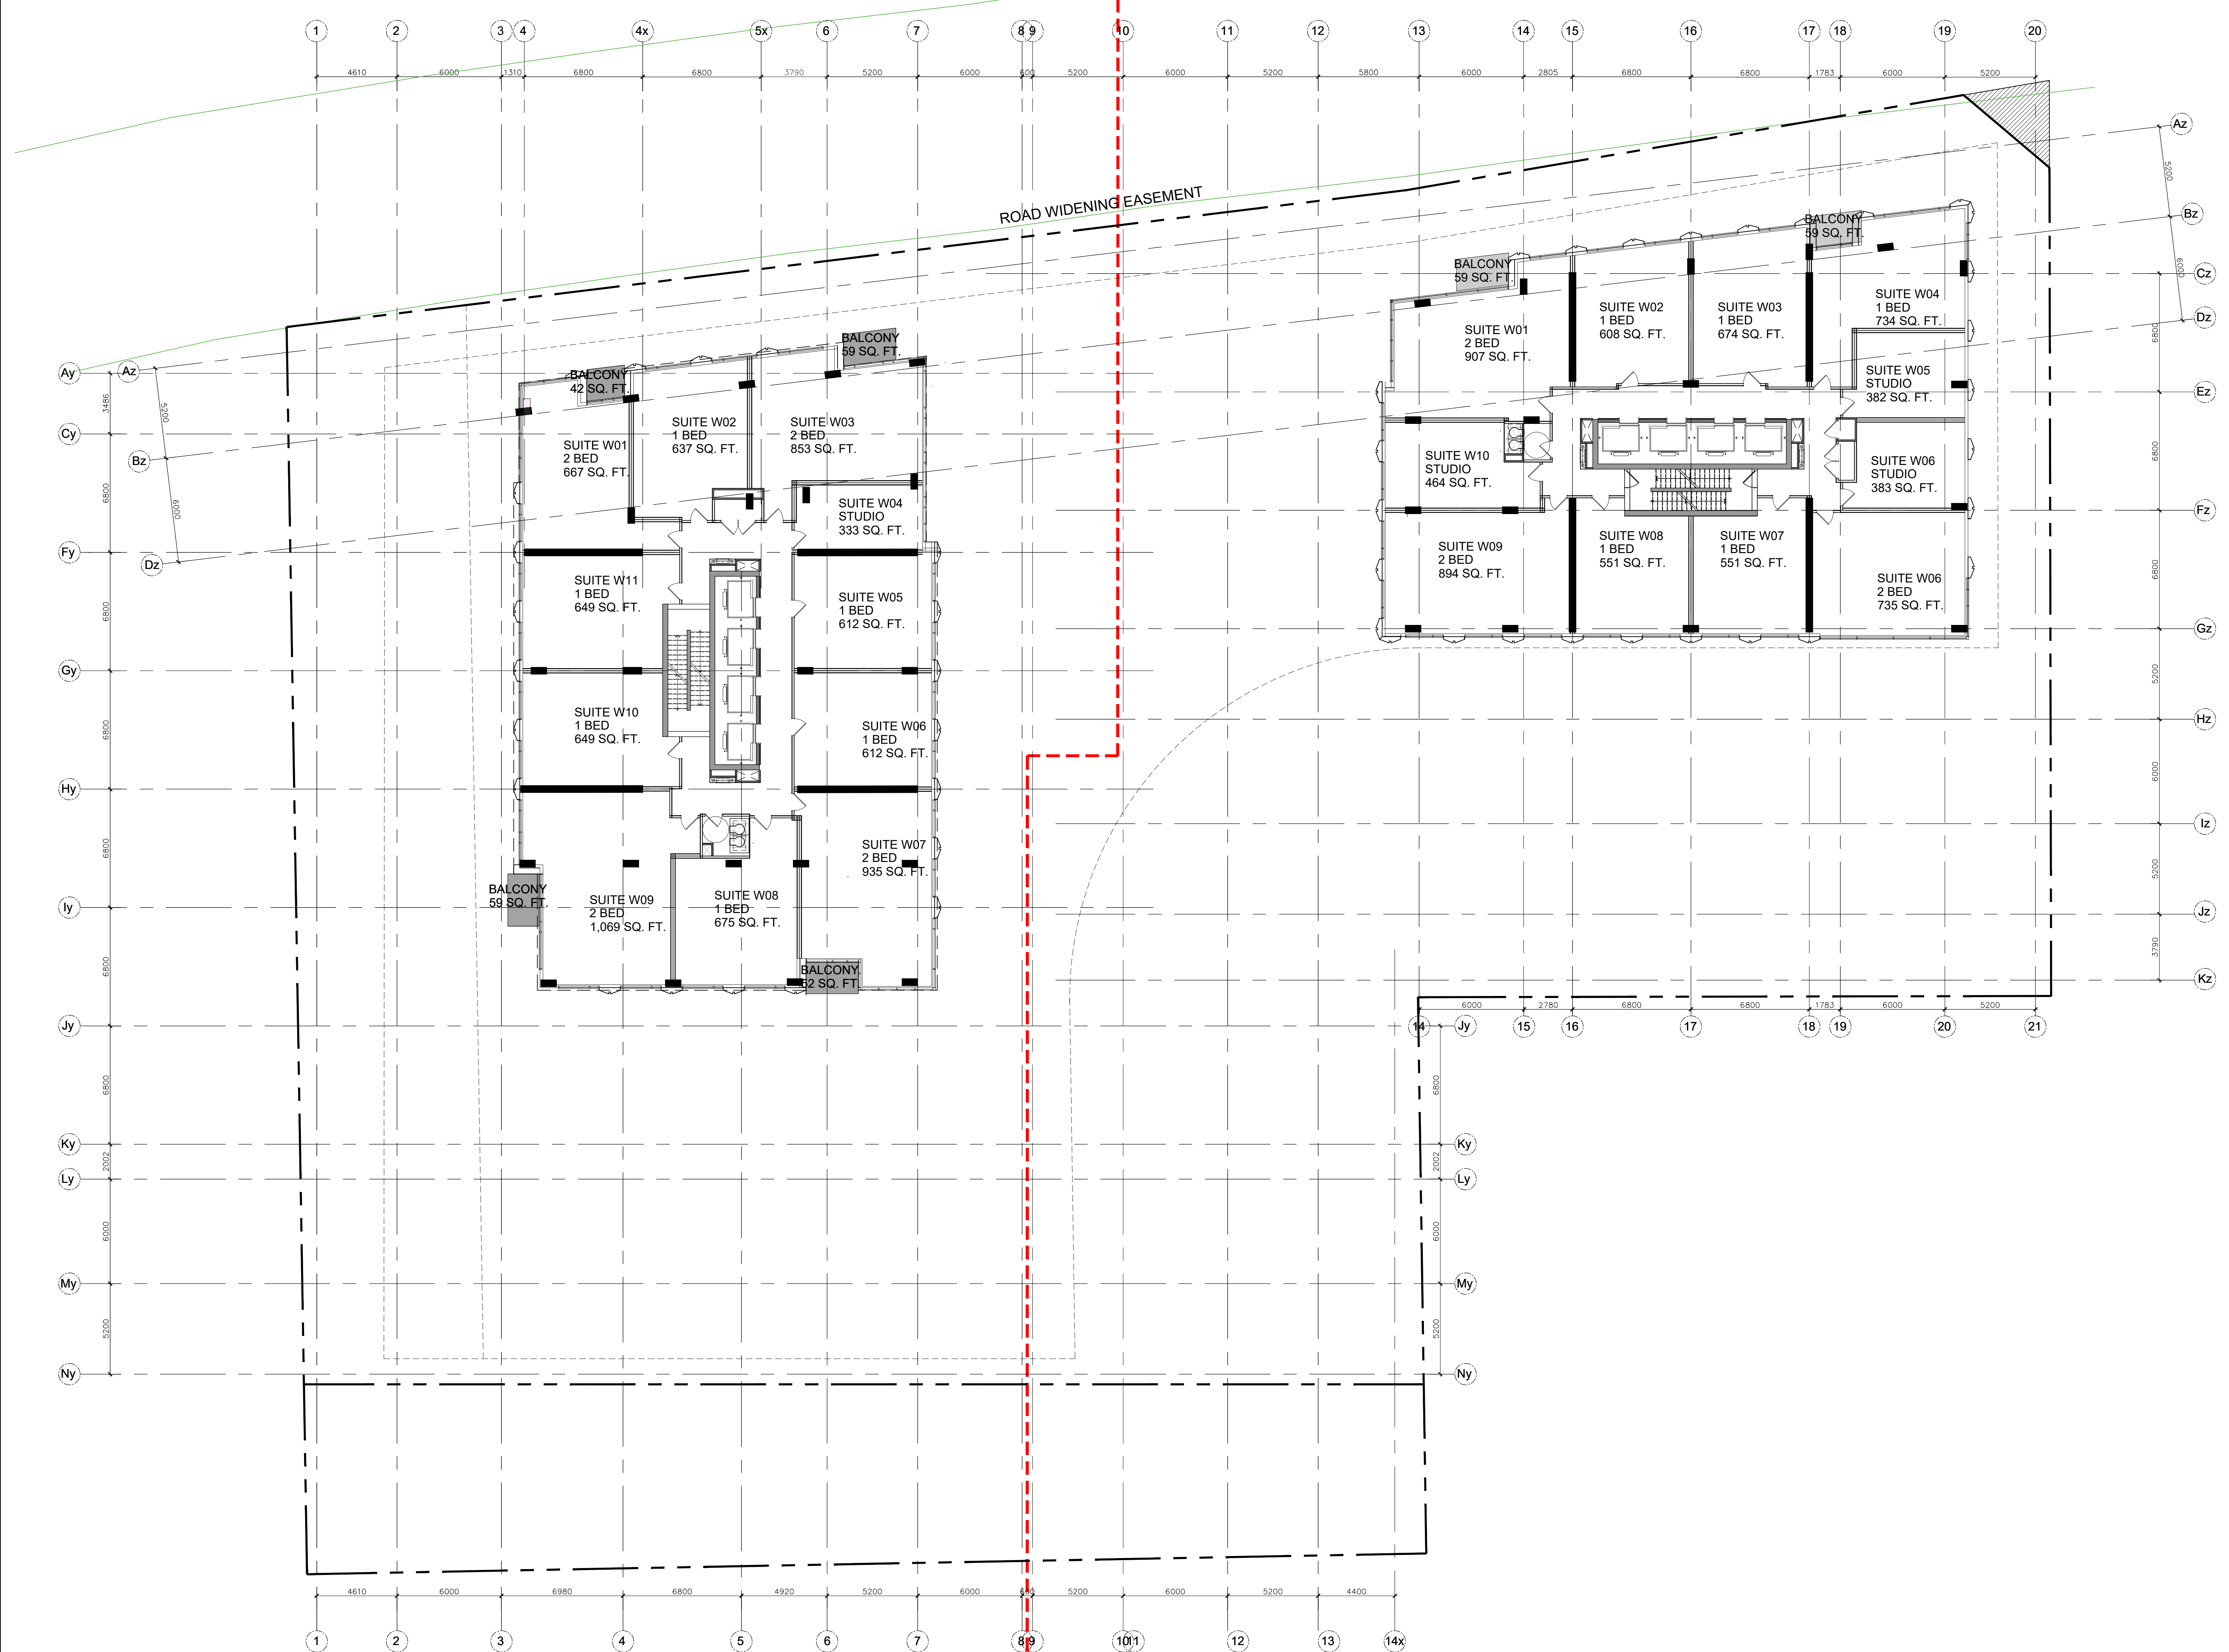 1 2 3 4 4x 5x 6 7 8 9 10 11 12 13 14 15 16 17 18 19 20
4610 6000 1310 6800 6800 3790 5200 6000 600 5200 6000 5200 5800 6000 2805 6800 6800 1783 6000 5200
ROAD WIDENING EASEMENT
Az
5200
Bz
6000
Cz
Dz
6800
Ez
6800
Fz
6800
Gz
5200
Hz
6000
Iz
5200
Jz
3790
Kz
BALCONY
59 SQ. FT.
BALCONY
59 SQ. FT.
SUITE W01
2 BED
907 SQ. FT.
SUITE W02
1 BED
608 SQ. FT.
SUITE W03
1 BED
674 SQ. FT.
SUITE W04
1 BED
734 SQ. FT.
SUITE W05
STUDIO
382 SQ. FT.
SUITE W10
STUDIO
464 SQ. FT.
SUITE W06
STUDIO
383 SQ. FT.
SUITE W09
2 BED
894 SQ. FT.
SUITE W08
1 BED
551 SQ. FT.
SUITE W07
1 BED
551 SQ. FT.
SUITE W06
2 BED
735 SQ. FT.
Ay
Az
3486
5200
Cy
Bz
6800
6000
Fy
Dz
6800
Gy
6800
Hy
6800
Iy
6800
Jy
6800
Ky
2002
Ly
6000
My
5200
Ny
BALCONY
42 SQ. FT.
BALCONY
59 SQ. FT.
SUITE W01
2 BED
667 SQ. FT.
SUITE W02
1 BED
637 SQ. FT.
SUITE W03
2 BED
853 SQ. FT.
SUITE W04
STUDIO
333 SQ. FT.
SUITE W11
1 BED
649 SQ. FT.
SUITE W05
1 BED
612 SQ. FT.
SUITE W10
1 BED
649 SQ. FT.
SUITE W06
1 BED
612 SQ. FT.
SUITE W07
2 BED
935 SQ. FT.
BALCONY
59 SQ. FT.
SUITE W09
2 BED
1,069 SQ. FT.
SUITE W08
1 BED
675 SQ. FT.
BALCONY
SQ. FT.
6000 2780 6800 6800 1783 6000 5200
14 15 16 17 18 19 20 21
Jy
6800
Ky
2002
Ly
6000
My
5200
Ny
4610 6000 6980 6800 4920 5200 6000 600 5200 6000 5200 4400
1 2 3 4 5 6 7 8 9 10 11 12 13 14x